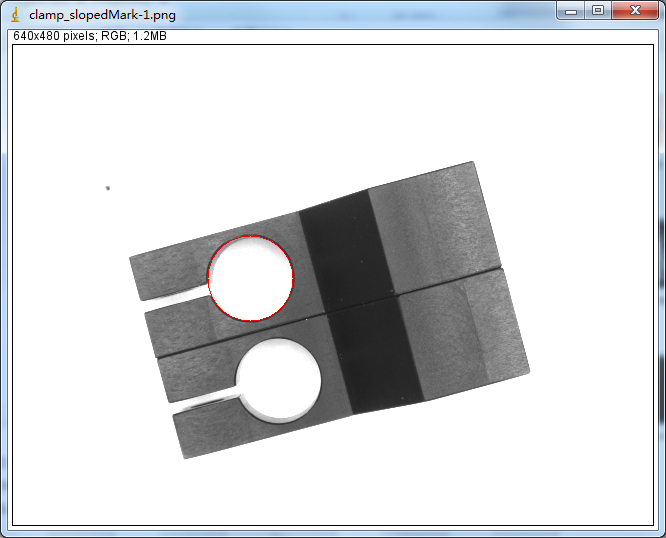 clamp_slopedMark-1.png
640x480 pixels; RGB; 1.2MB